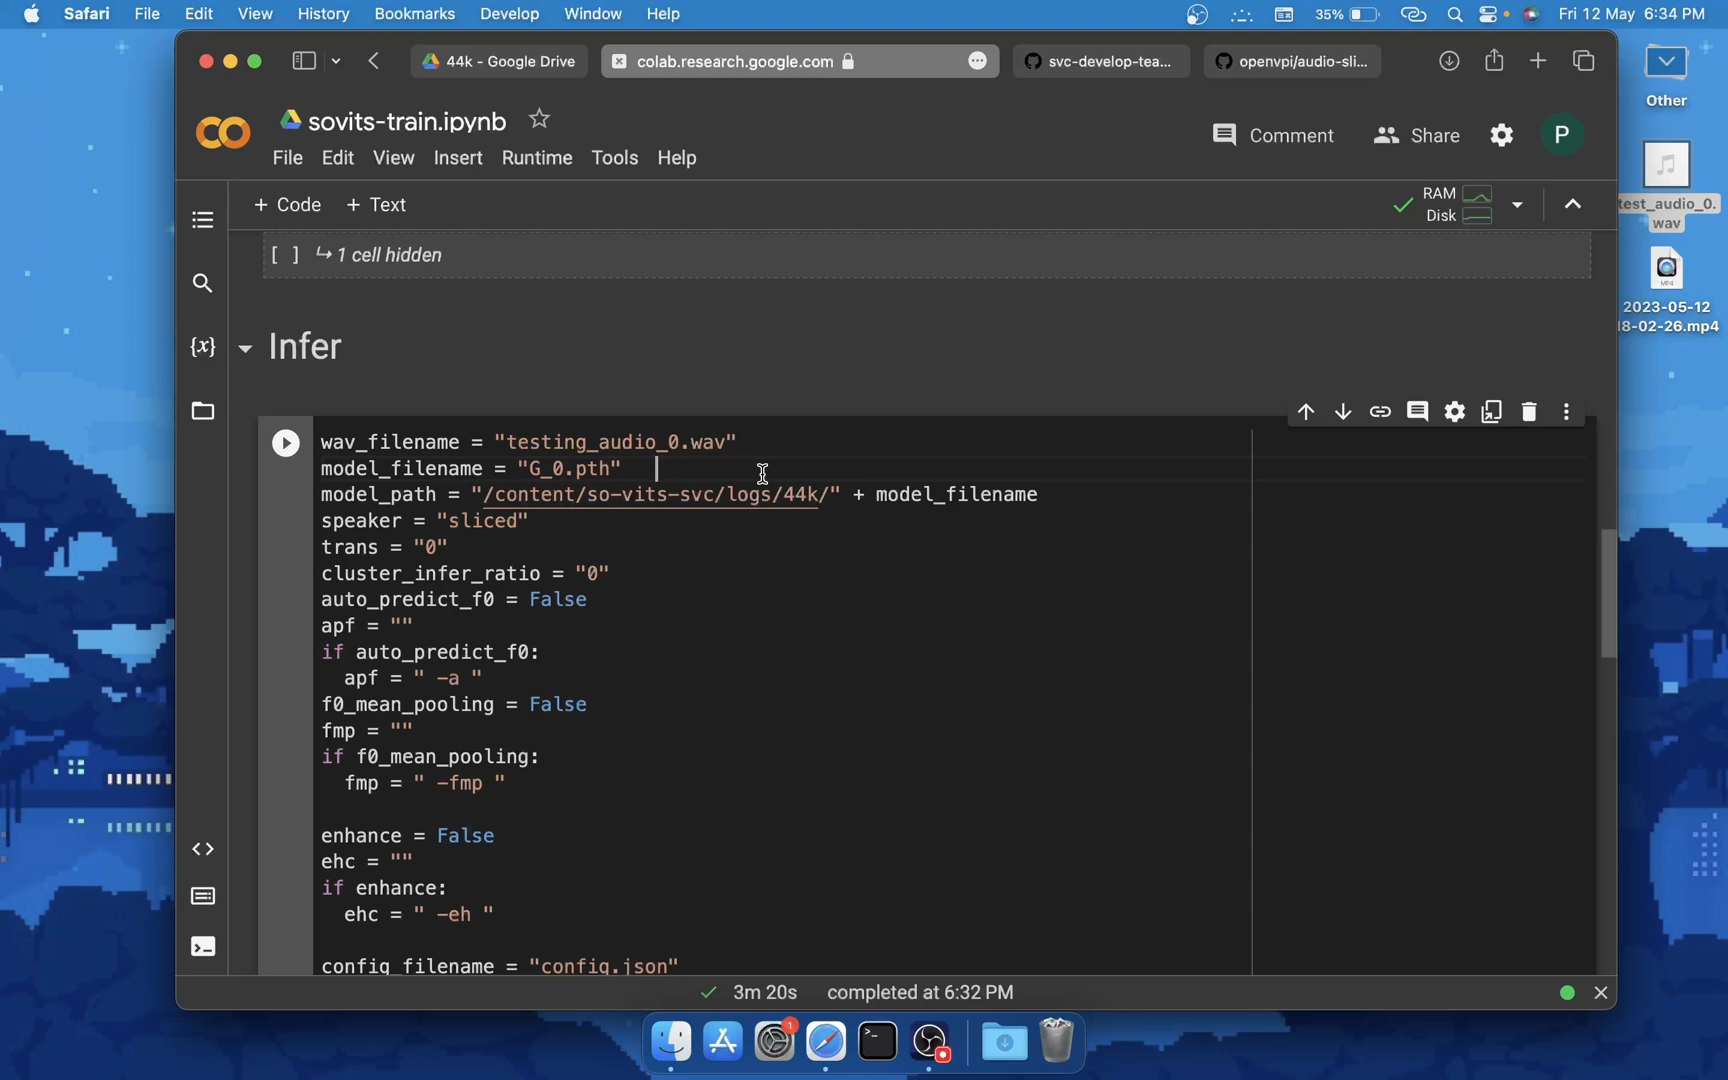 Safari File Edit View History Bookmarks Develop Window Help 35% Fri 12 May 6:34 PM
44k - Google Drive colab.research.google.com svc-develop-tea... openvpi/audio-sli...
Other
sovits-train.ipynb
Comment Share P
File Edit View Insert Runtime Tools Help
test_audio_0.
wav
+ Code + Text RAM
Disk
[ ] ↳ 1 cell hidden
MP4
2023-05-12
18-02-26.mp4
{x}
Infer
wav_filename = "testing_audio_0.wav"
model_filename = "G_0.pth"
model_path = "/content/so-vits-svc/logs/44k/" + model_filename
speaker = "sliced"
trans = "0"
cluster_infer_ratio = "0"
auto_predict_f0 = False
apf = ""
if auto_predict_f0:
apf = " -a "
f0_mean_pooling = False
fmp = ""
if f0_mean_pooling:
fmp = " -fmp "
enhance = False
ehc = ""
if enhance:
ehc = " -eh "
config_filename = "config.json"
3m 20s completed at 6:32 PM
1